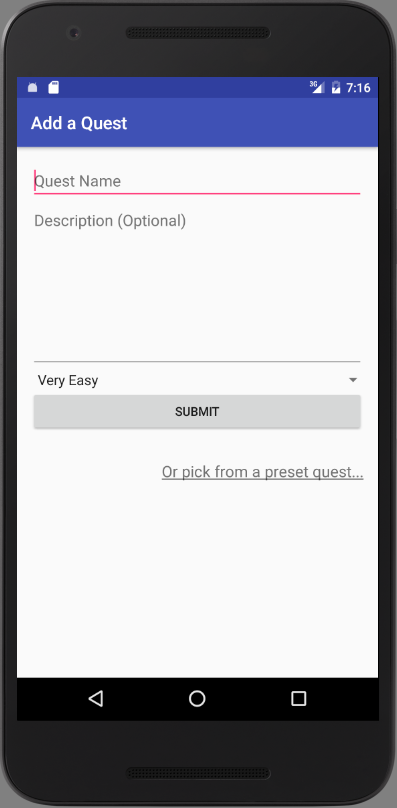 3G 7:16
Add a Quest
Quest Name
Description (Optional)
Very Easy
SUBMIT
Or pick from a preset quest...